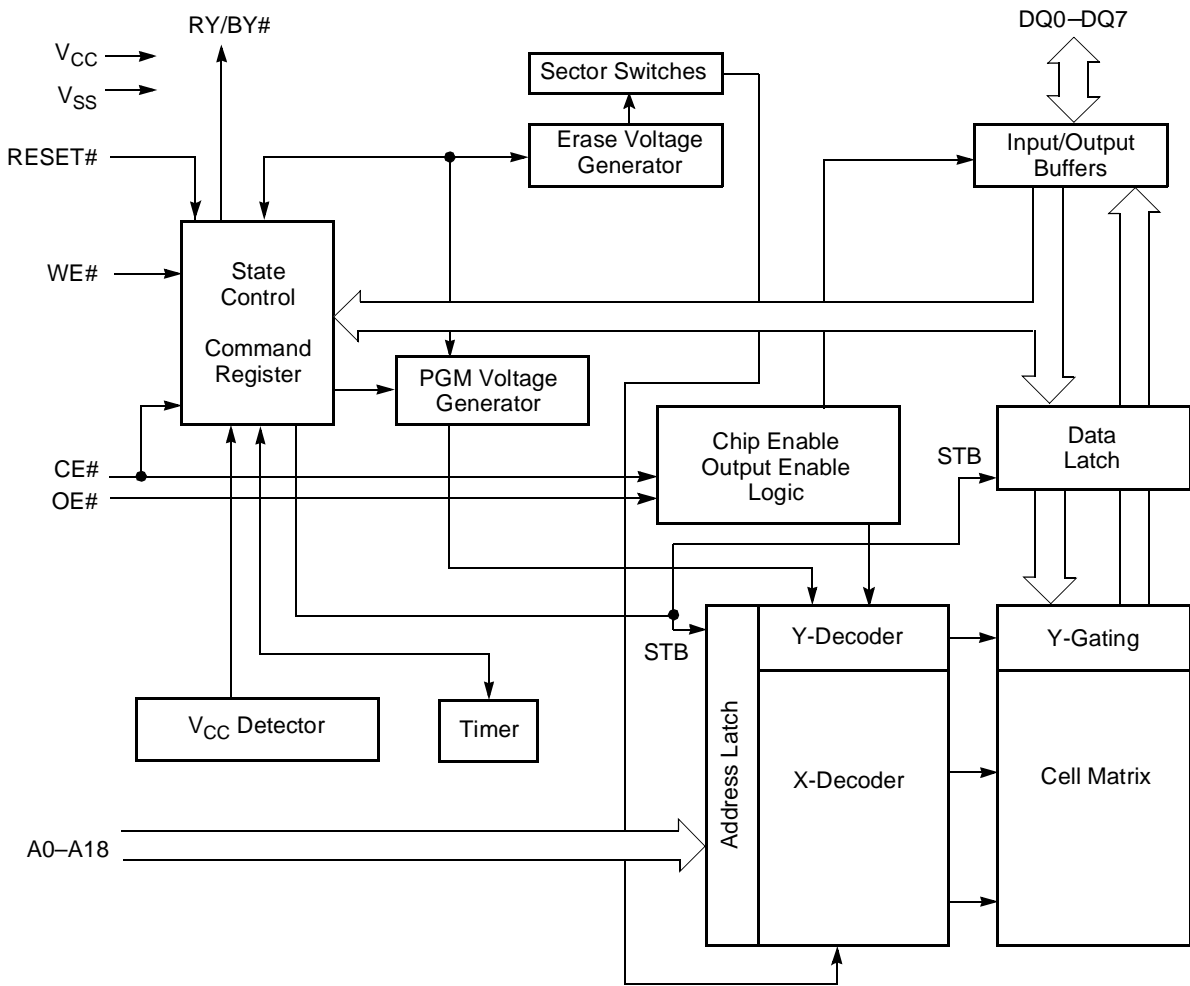 RY/BY#
DQ0–DQ7
VCC
VSS
Sector Switches
Erase Voltage
Generator
Input/Output
Buffers
RESET#
WE#
State
Control
Command
Register
PGM Voltage
Generator
Chip Enable
Output Enable
Logic
STB
Data
Latch
CE#
OE#
STB
Y-Decoder
Y-Gating
VCC Detector
Timer
Address Latch
X-Decoder
Cell Matrix
A0–A18